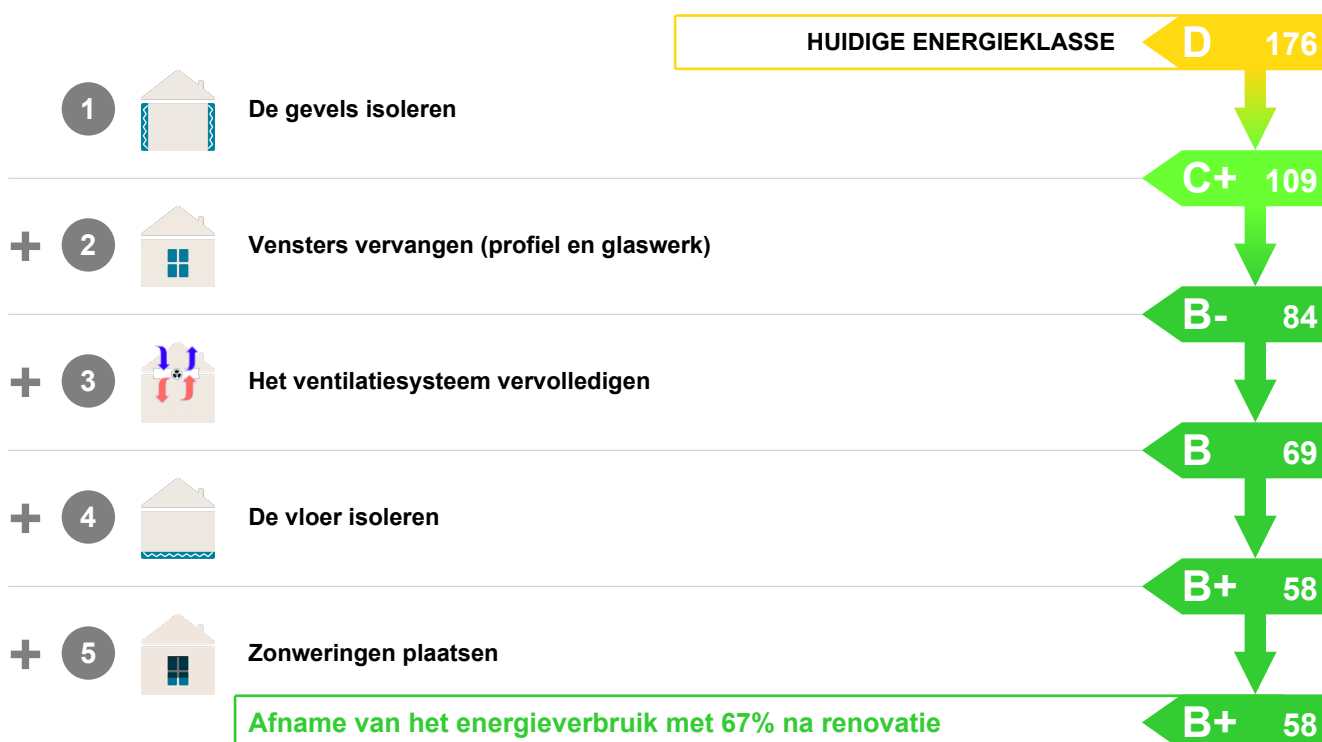 HUIDIGE ENERGIEKLASSE D 176
1 De gevels isoleren
C+ 109
+ 2 Vensters vervangen (profiel en glaswerk)
B- 84
+ 3 Het ventilatiesysteem vervolledigen
B 69
+ 4 De vloer isoleren
B+ 58
+ 5 Zonweringen plaatsen
Afname van het energieverbruik met 67% na renovatie B+ 58